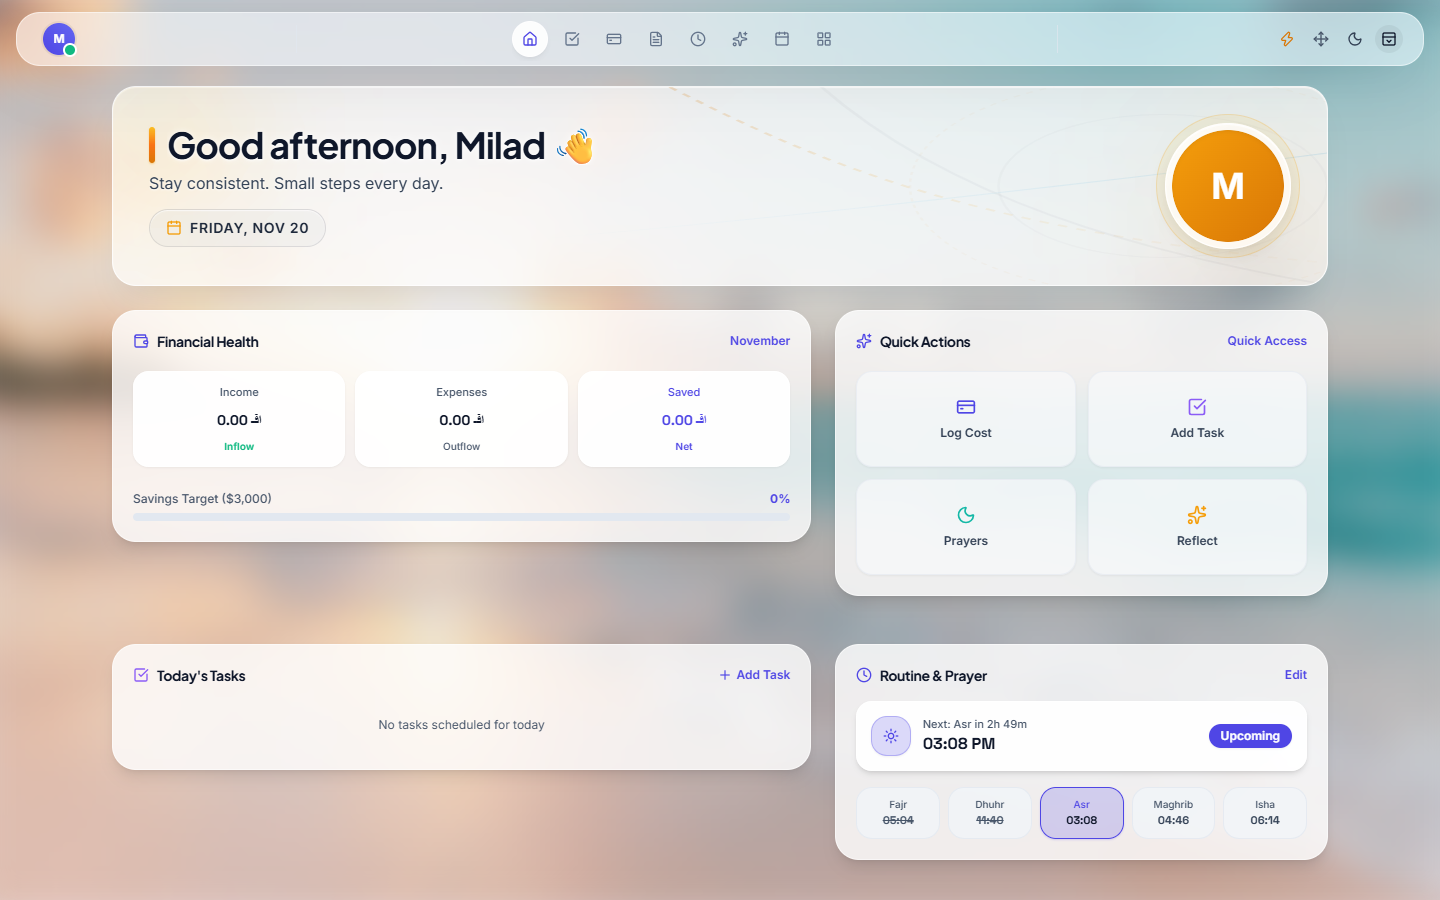 M
Good afternoon, Milad 👋
Stay consistent. Small steps every day.
FRIDAY, NOV 20
M
Financial Health
November
Income
0.00
Inflow
Expenses
0.00
Outflow
Saved
0.00
Net
Savings Target ($3,000)
0%
Quick Actions
Quick Access
Log Cost
Add Task
Prayers
Reflect
Today's Tasks
+ Add Task
No tasks scheduled for today
Routine & Prayer
Edit
Next: Asr in 2h 49m
03:08 PM
Upcoming
Fajr
05:04
Dhuhr
11:40
Asr
03:08
Maghrib
04:46
Isha
06:14